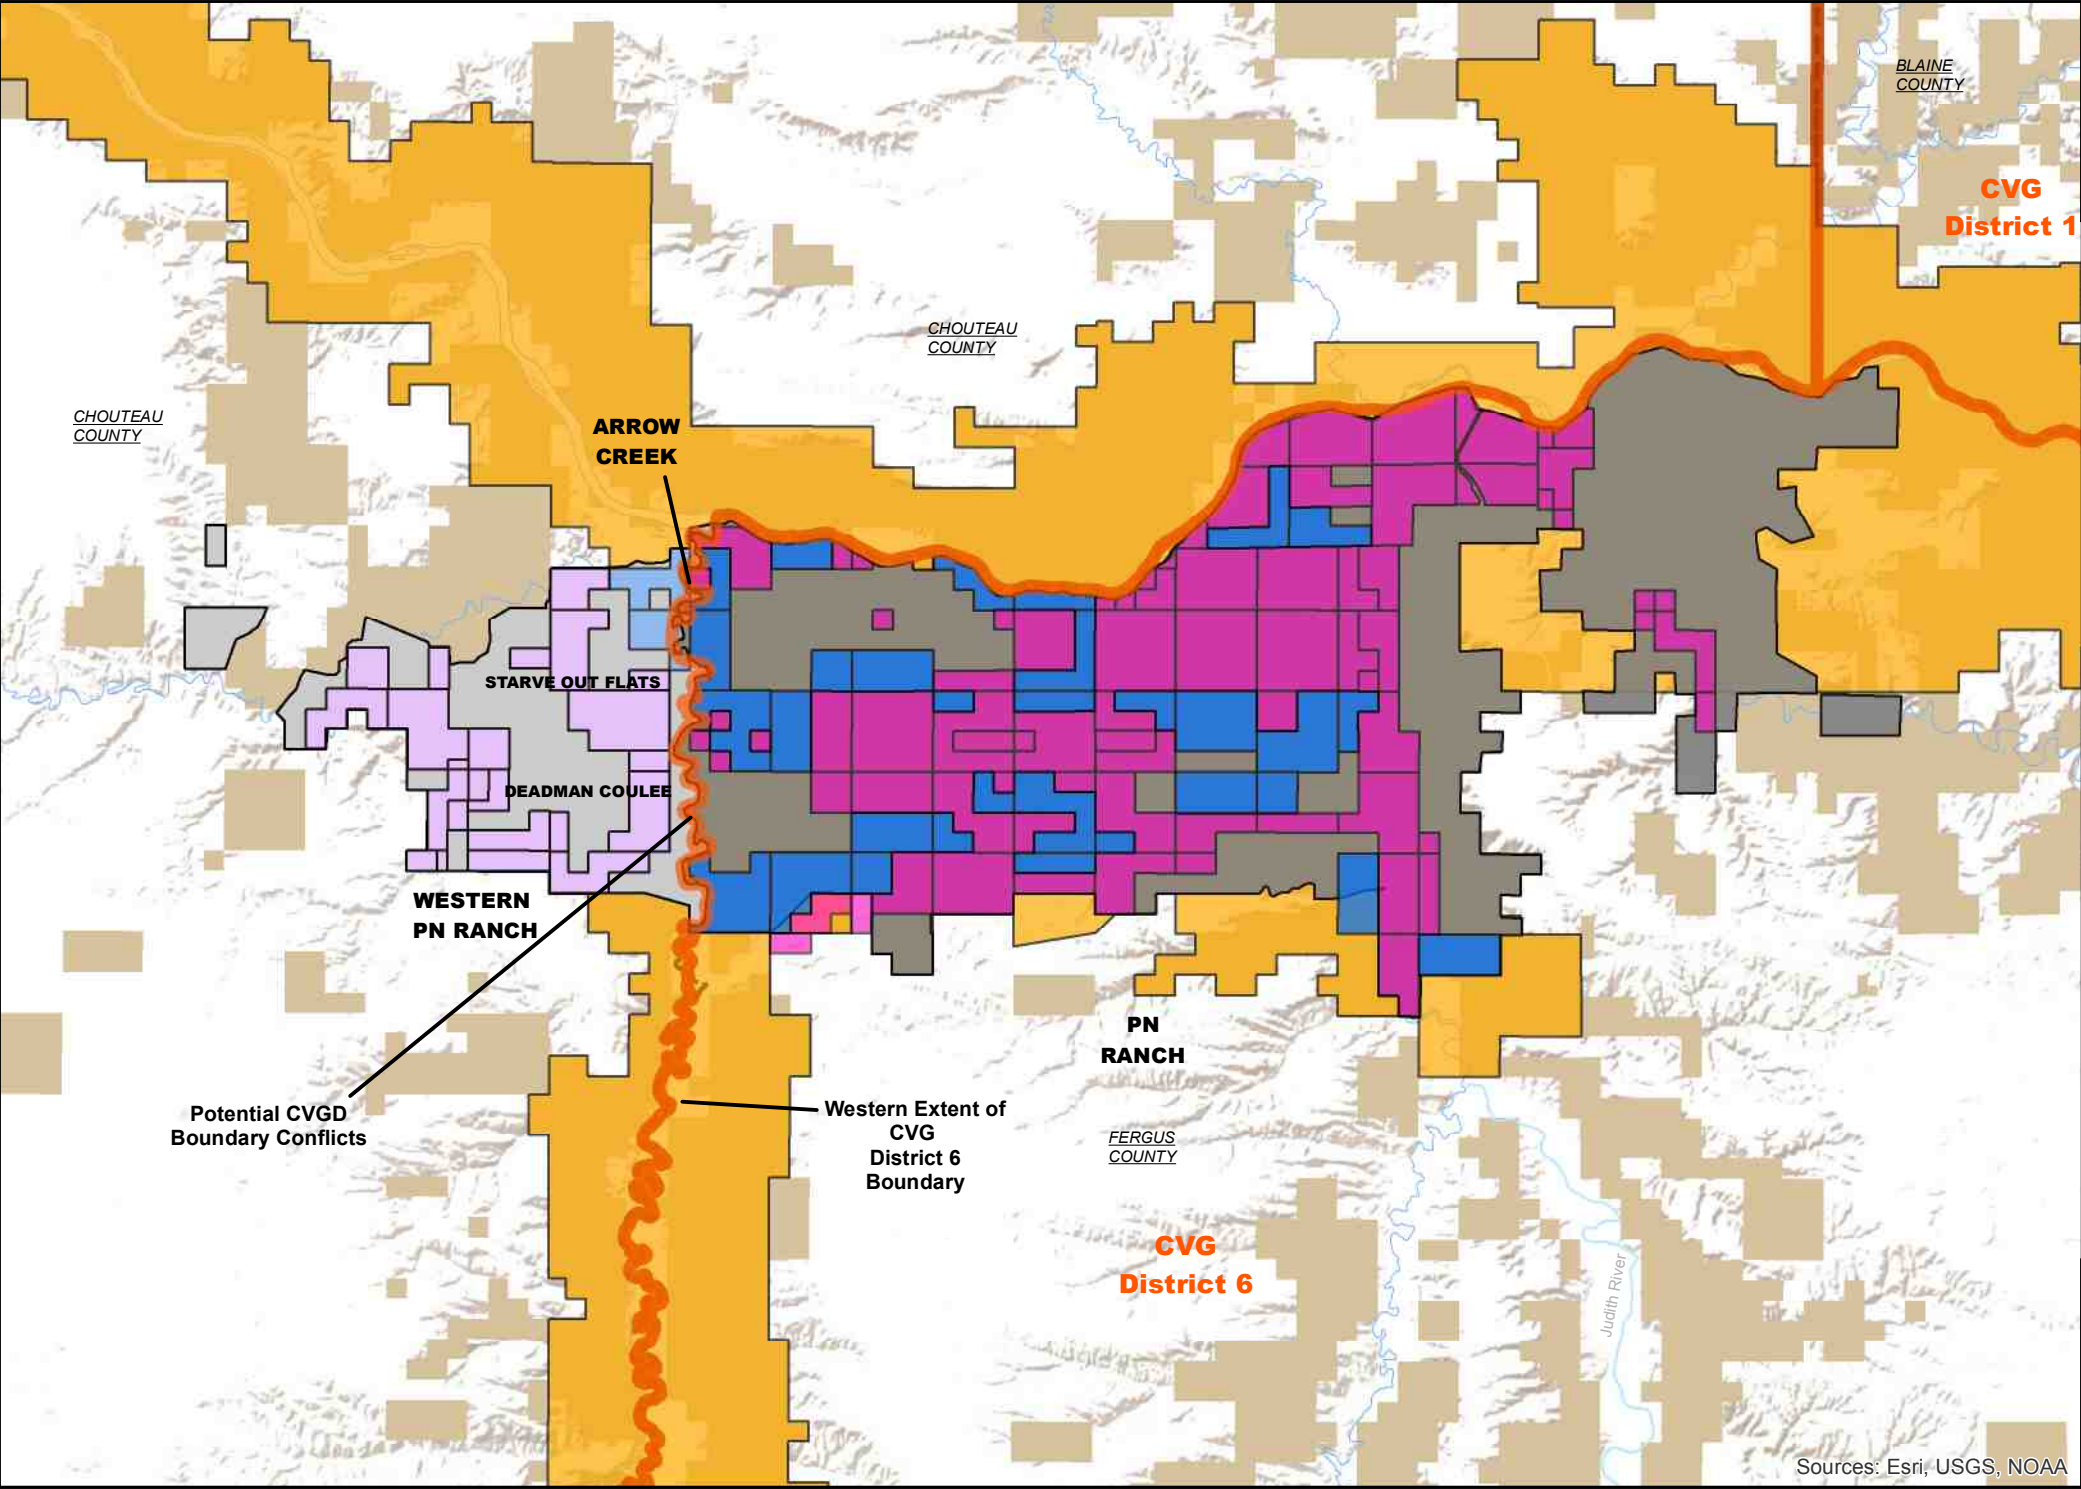 BLAINE
COUNTY
CVG
District 1
CHOUTEAU
COUNTY
CHOUTEAU
COUNTY
ARROW
CREEK
STARVE OUT FLATS
DEADMAN COULEE
WESTERN
PN RANCH
PN
RANCH
Potential CVGD
Boundary Conflicts
Western Extent of
CVG
District 6
Boundary
FERGUS
COUNTY
CVG
District 6
Judith River
Sources: Esri, USGS, NOAA